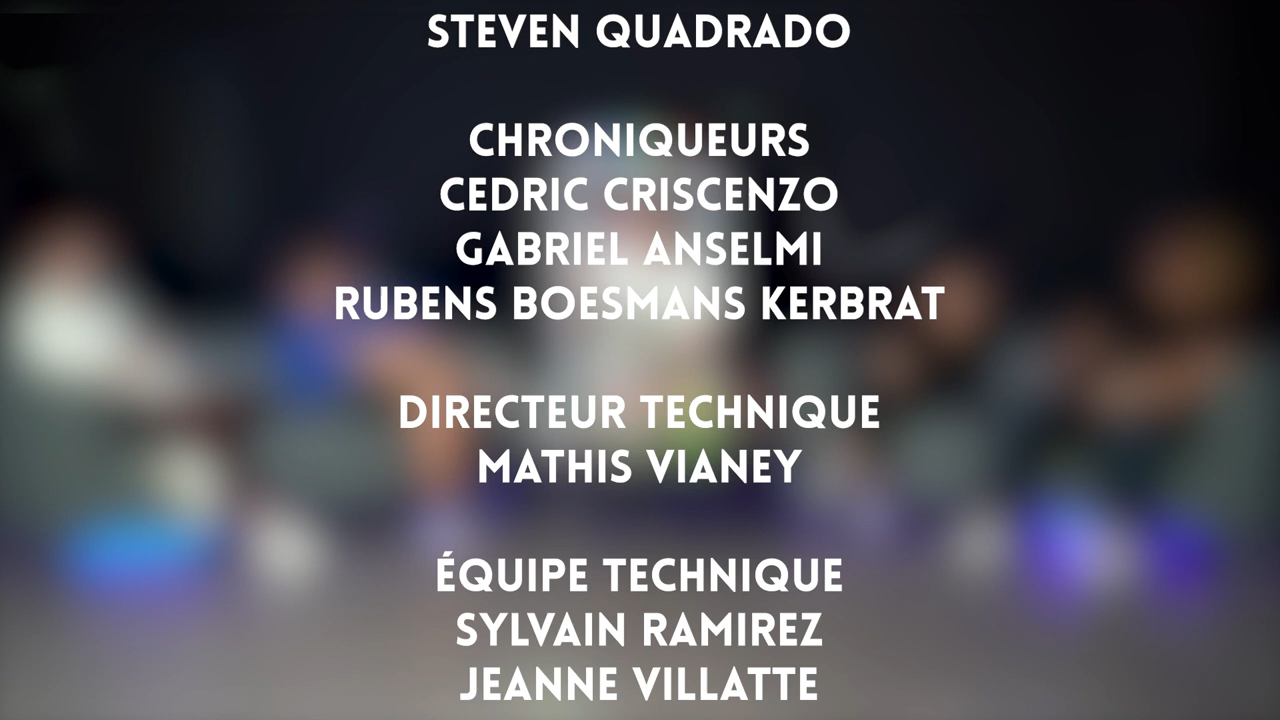 STEVEN QUADRADO
CHRONIQUEURS
CEDRIC CRISCENZO
GABRIEL ANSELMI
RUBENS BOESMANS KERBRAT
DIRECTEUR TECHNIQUE
MATHIS VIANEY
ÉQUIPE TECHNIQUE
SYLVAIN RAMIREZ
JEANNE VILLATTE